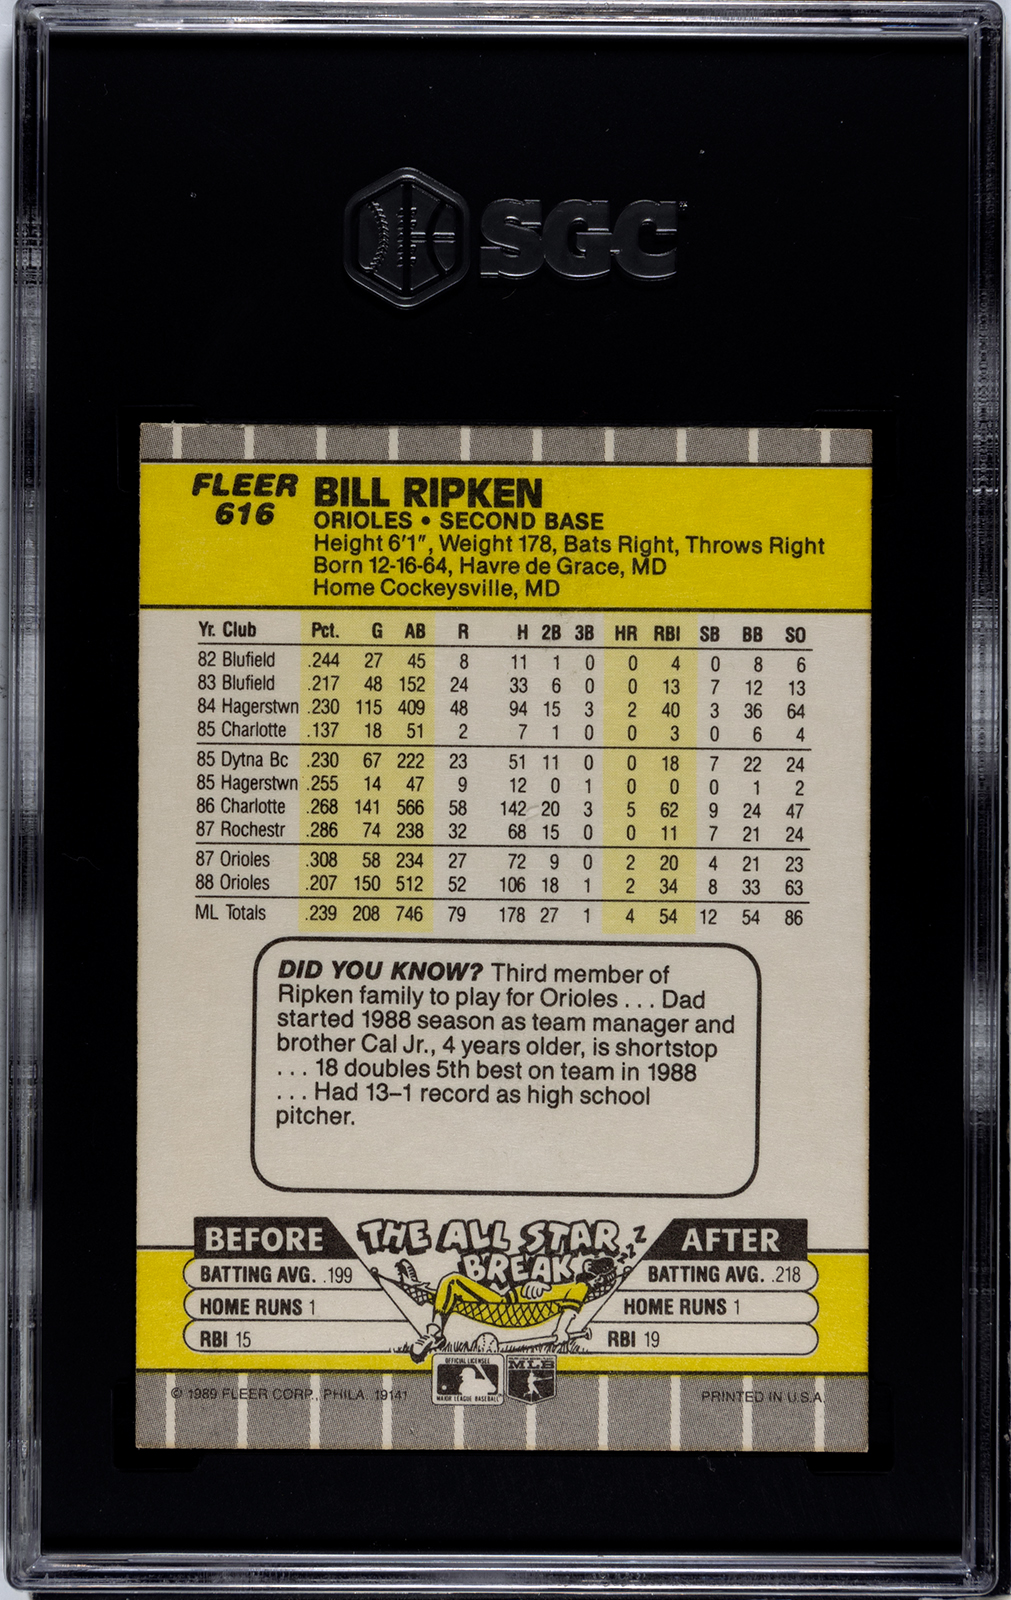 SGC
FLEER BILL RIPKEN
616 ORIOLES • SECOND BASE
Height 6'1", Weight 178, Bats Right, Throws Right
Born 12-16-64, Havre de Grace, MD
Home Cockeysville, MD
Yr. Club Pct. G AB R H 2B 3B HR RBI SB BB SO
82 Blufield .244 27 45 8 11 1 0 0 4 0 8 6
83 Blufield .217 48 152 24 33 6 0 0 13 7 12 13
84 Hagerstwn .230 115 409 48 94 15 3 2 40 3 36 64
85 Charlotte .137 18 51 2 7 1 0 0 3 0 6 4
85 Dytna Bc .230 67 222 23 51 11 0 0 18 7 22 24
85 Hagerstwn .255 14 47 9 12 0 1 0 0 0 1 2
86 Charlotte .268 141 566 58 142 20 3 5 62 9 24 47
87 Rochestr .286 74 238 32 68 15 0 0 11 7 21 24
87 Orioles .308 58 234 27 72 9 0 2 20 4 21 23
88 Orioles .207 150 512 52 106 18 1 2 34 8 33 63
ML Totals .239 208 746 79 178 27 1 4 54 12 54 86
DID YOU KNOW? Third member of
Ripken family to play for Orioles . . . Dad
started 1988 season as team manager and
brother Cal Jr., 4 years older, is shortstop
. . . 18 doubles 5th best on team in 1988
. . . Had 13–1 record as high school
pitcher.
BEFORE THE ALL STAR BREAK zzZZ AFTER
BATTING AVG. .199 BATTING AVG. .218
HOME RUNS 1 HOME RUNS 1
RBI 15 RBI 19
OFFICIAL LICENSEE
MAJOR LEAGUE BASEBALL
MLB
© 1989 FLEER CORP., PHILA. 19141 PRINTED IN U.S.A.